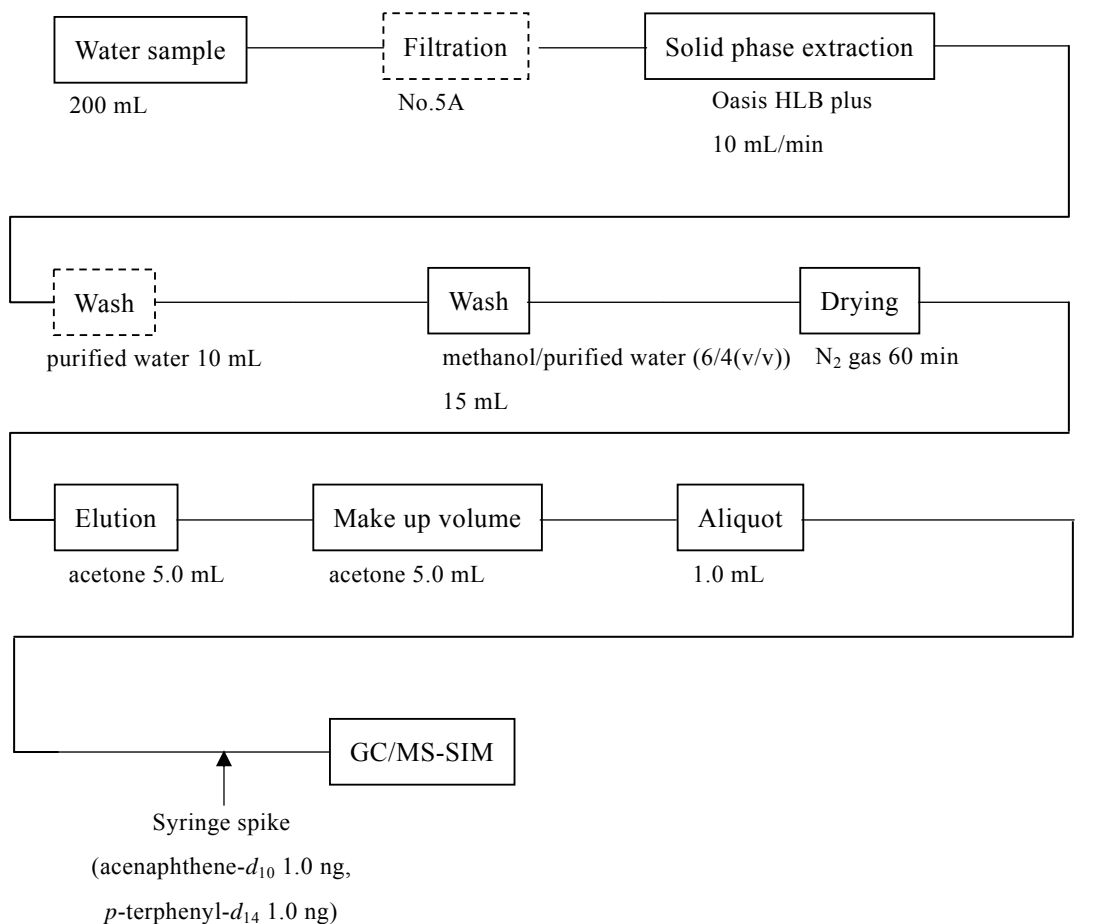 Water sample
Filtration
Solid phase extraction
200 mL
No.5A
Oasis HLB plus
10 mL/min
Wash
Wash
Drying
purified water 10 mL
methanol/purified water (6/4(v/v))
15 mL
N₂ gas 60 min
Elution
Make up volume
Aliquot
acetone 5.0 mL
acetone 5.0 mL
1.0 mL
GC/MS-SIM
Syringe spike
(acenaphthene-d₁₀ 1.0 ng,
p-terphenyl-d₁₄ 1.0 ng)